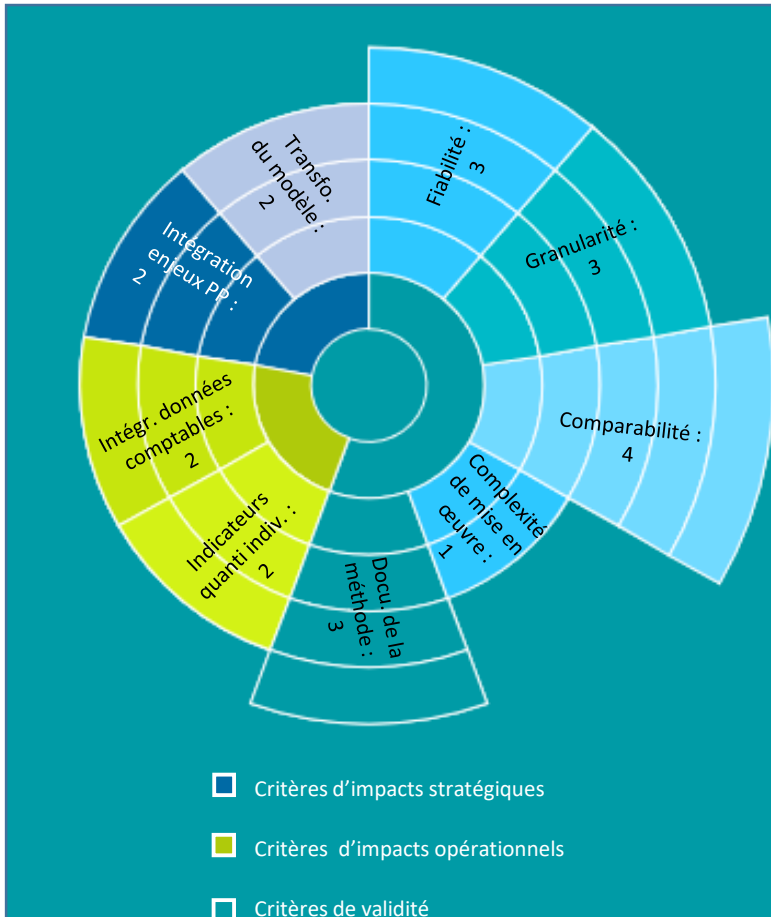 Fiabilité :
3
Granularité :
3
Comparabilité :
4
Complexité
de mise en
œuvre :
1
Docu. de la
méthode :
3
Indicateurs
quanti indiv. :
2
Intégr. données
comptables :
2
Intégration
enjeux PP :
2
Transfo.
du modèle :
2
Critères d'impacts stratégiques
Critères d'impacts opérationnels
Critères de validité